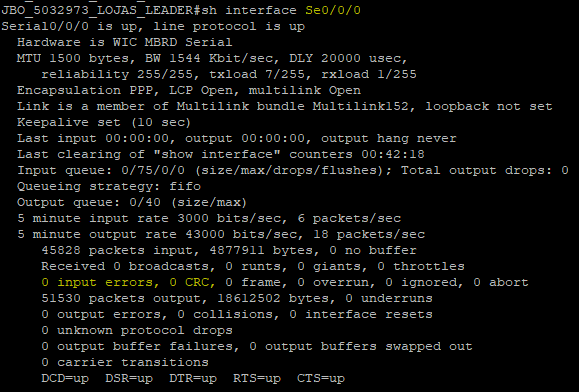 JBO_5032973_LOJAS_LEADER#sh interface Se0/0/0
Serial0/0/0 is up, line protocol is up
Hardware is WIC MBRD Serial
MTU 1500 bytes, BW 1544 Kbit/sec, DLY 20000 usec,
reliability 255/255, txload 7/255, rxload 1/255
Encapsulation PPP, LCP Open, multilink Open
Link is a member of Multilink bundle Multilink152, loopback not set
Keepalive set (10 sec)
Last input 00:00:00, output 00:00:00, output hang never
Last clearing of "show interface" counters 00:42:18
Input queue: 0/75/0/0 (size/max/drops/flushes); Total output drops: 0
Queueing strategy: fifo
Output queue: 0/40 (size/max)
5 minute input rate 3000 bits/sec, 6 packets/sec
5 minute output rate 43000 bits/sec, 18 packets/sec
45828 packets input, 4877911 bytes, 0 no buffer
Received 0 broadcasts, 0 runts, 0 giants, 0 throttles
0 input errors, 0 CRC, 0 frame, 0 overrun, 0 ignored, 0 abort
51530 packets output, 18612502 bytes, 0 underruns
0 output errors, 0 collisions, 0 interface resets
0 unknown protocol drops
0 output buffer failures, 0 output buffers swapped out
0 carrier transitions
DCD=up DSR=up DTR=up RTS=up CTS=up